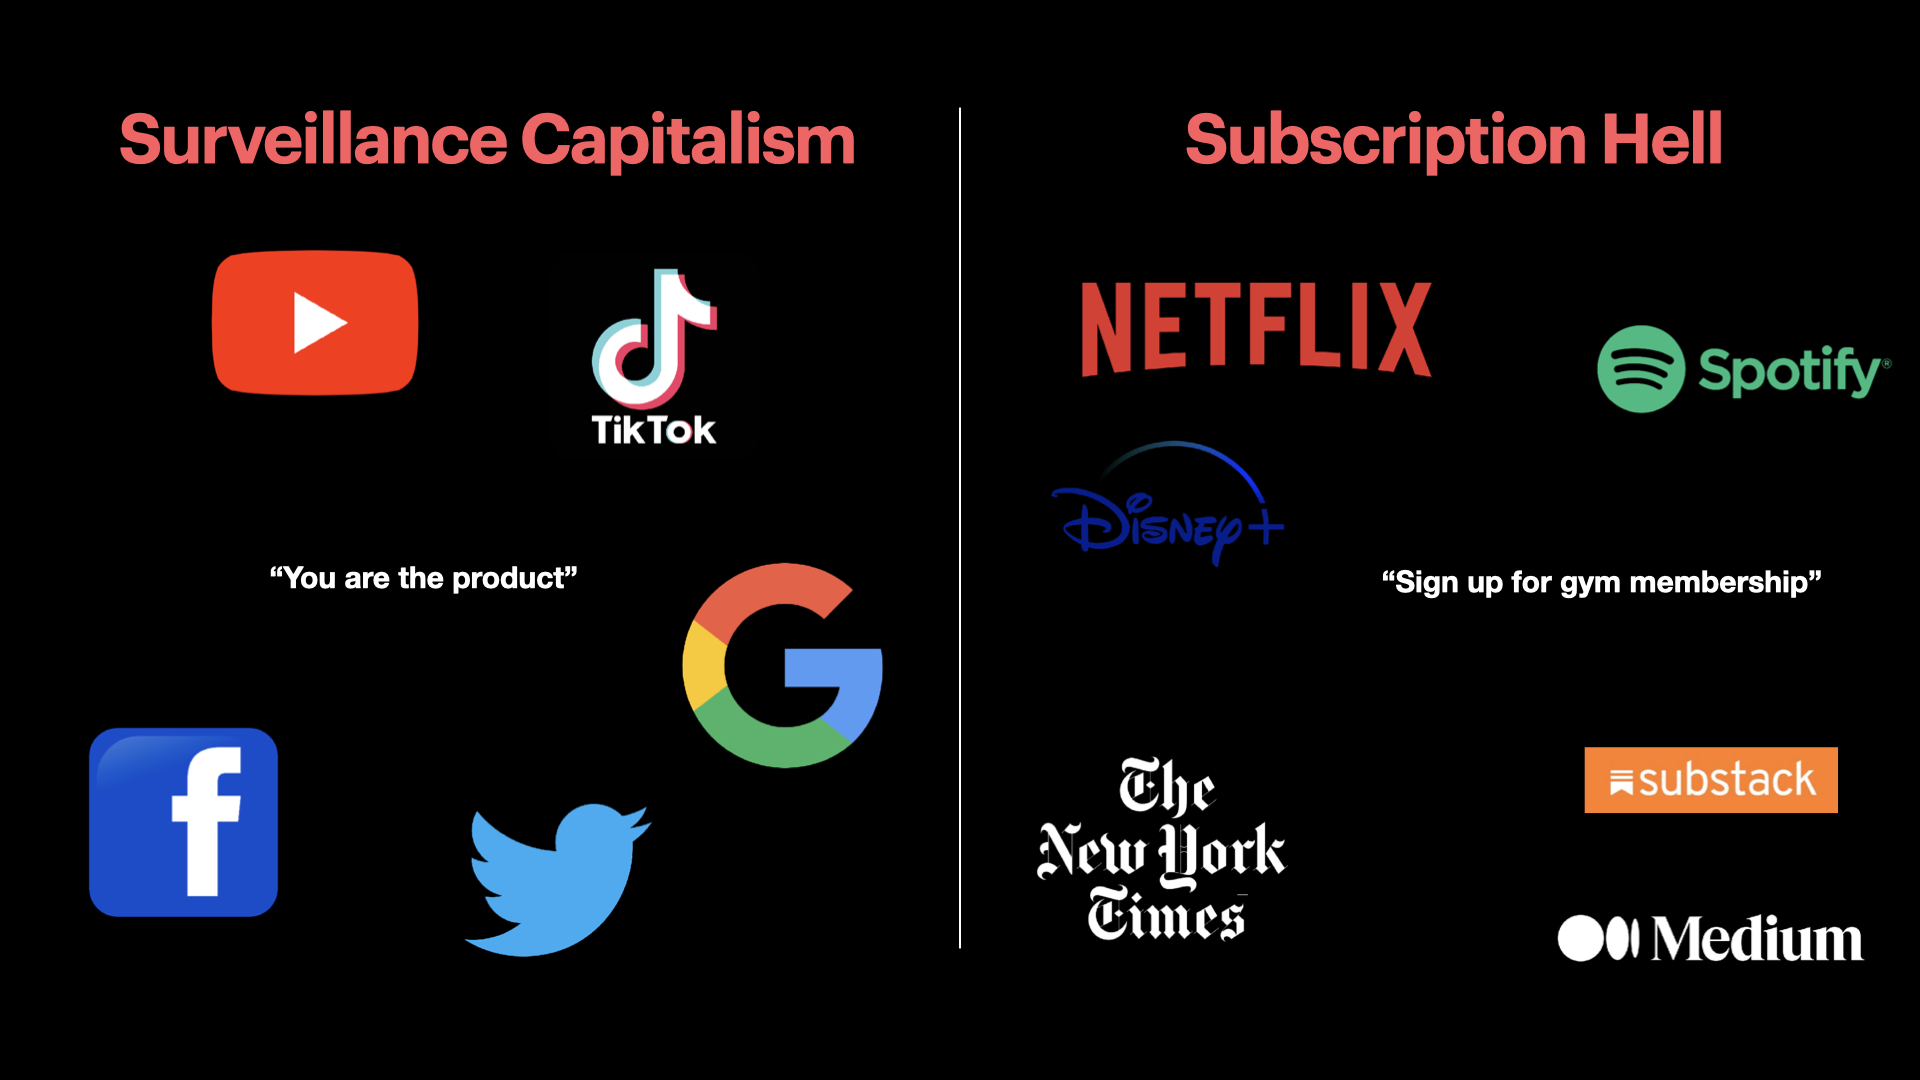 Surveillance Capitalism
TikTok
“You are the product”
Subscription Hell
NETFLIX
Spotify®
Disney+
“Sign up for gym membership”
The
New York
Times
substack
Medium